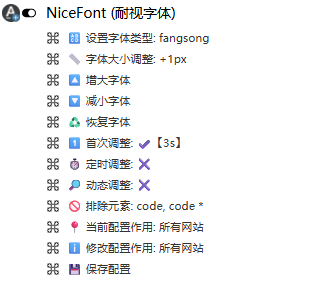 NiceFont (耐视字体)
设置字体类型: fangsong
字体大小调整: +1px
增大字体
减小字体
恢复字体
首次调整: ✔【3s】
定时调整: ❌
动态调整: ❌
排除元素: code, code *
当前配置作用: 所有网站
修改配置作用: 所有网站
保存配置